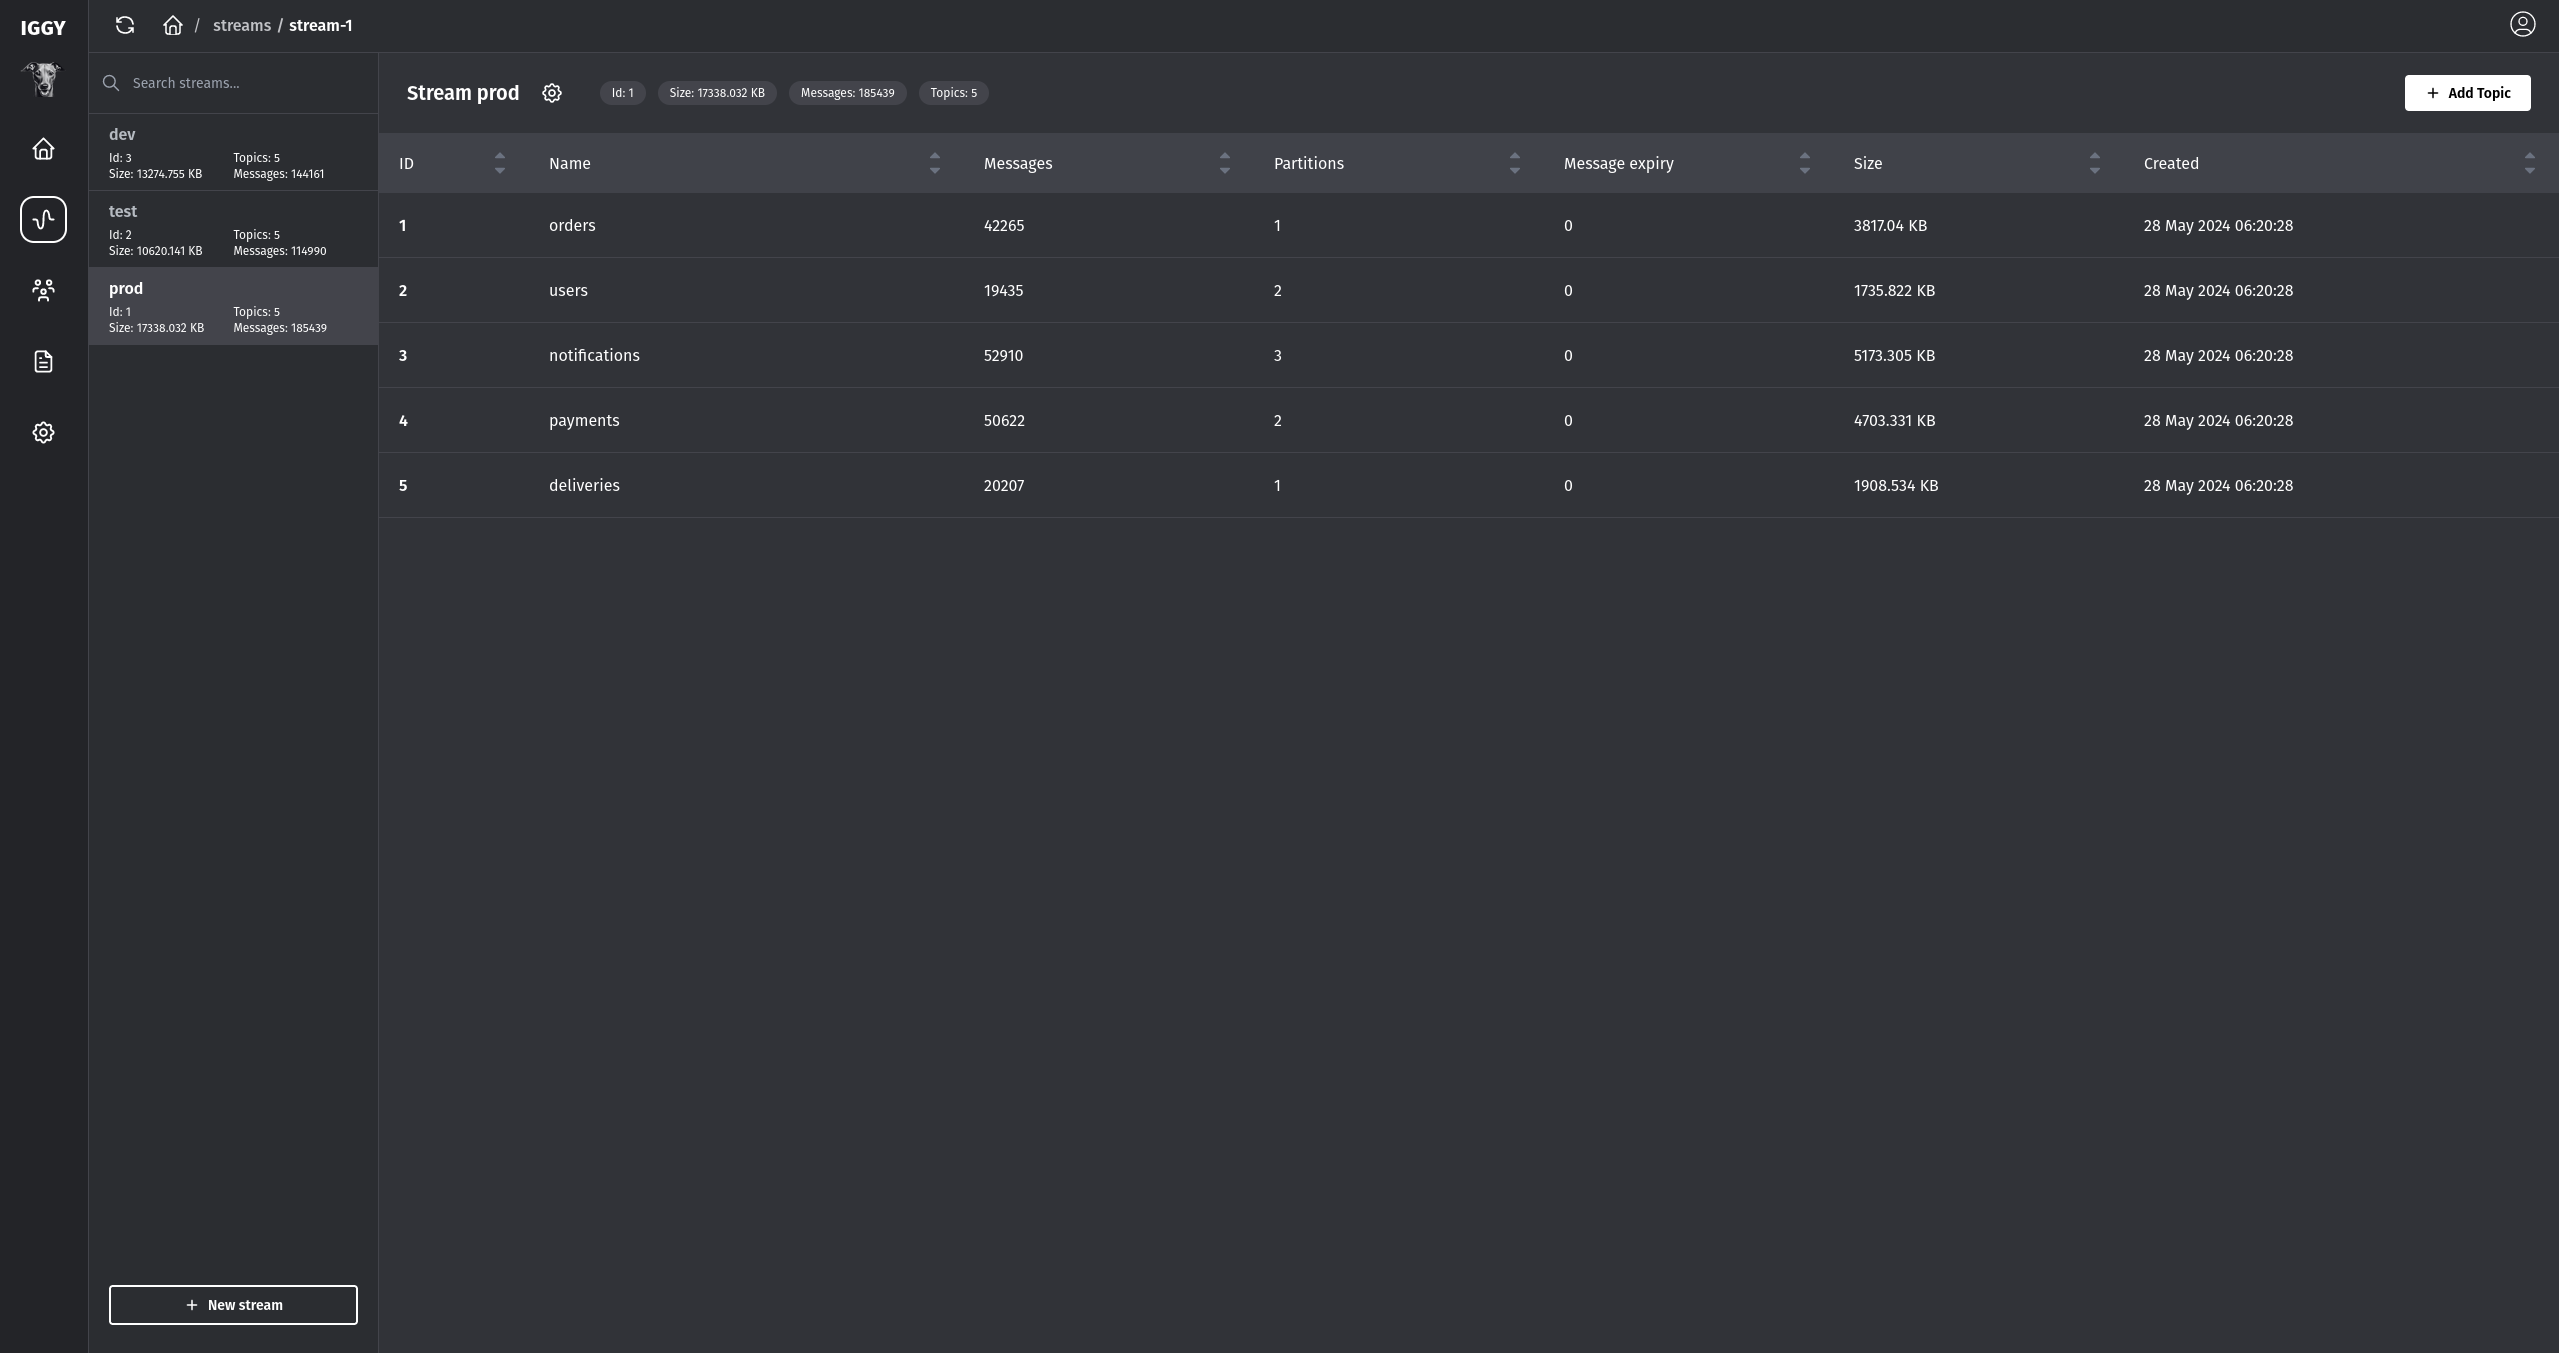 IGGY
/ streams / stream-1
Search streams...
dev
Id: 3 Topics: 5
Size: 13274.755 KB Messages: 144161
test
Id: 2 Topics: 5
Size: 10620.141 KB Messages: 114990
prod
Id: 1 Topics: 5
Size: 17338.032 KB Messages: 185439
+ New stream
Stream prod Id: 1 Size: 17338.032 KB Messages: 185439 Topics: 5 + Add Topic
ID Name Messages Partitions Message expiry Size Created
1 orders 42265 1 0 3817.04 KB 28 May 2024 06:20:28
2 users 19435 2 0 1735.822 KB 28 May 2024 06:20:28
3 notifications 52910 3 0 5173.305 KB 28 May 2024 06:20:28
4 payments 50622 2 0 4703.331 KB 28 May 2024 06:20:28
5 deliveries 20207 1 0 1908.534 KB 28 May 2024 06:20:28